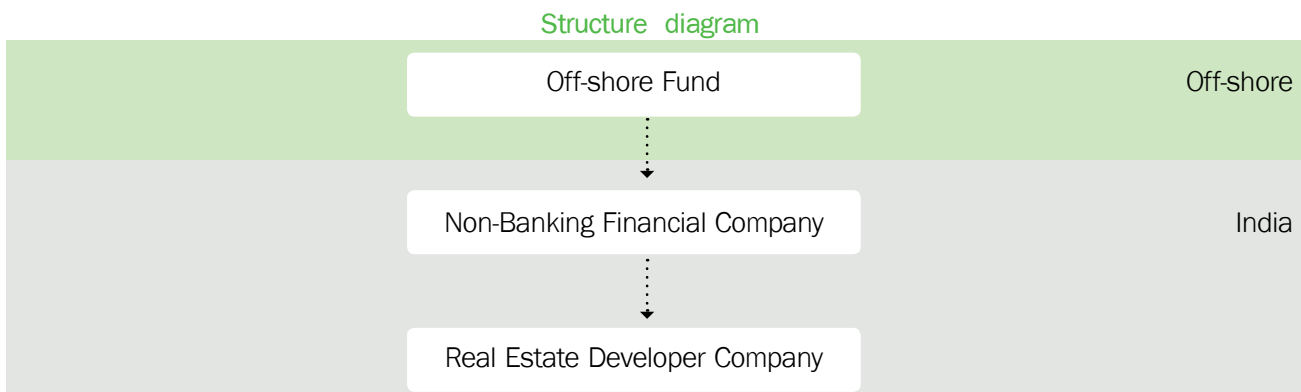 Structure diagram
Off-shore Fund
Off-shore
Non-Banking Financial Company
India
Real Estate Developer Company